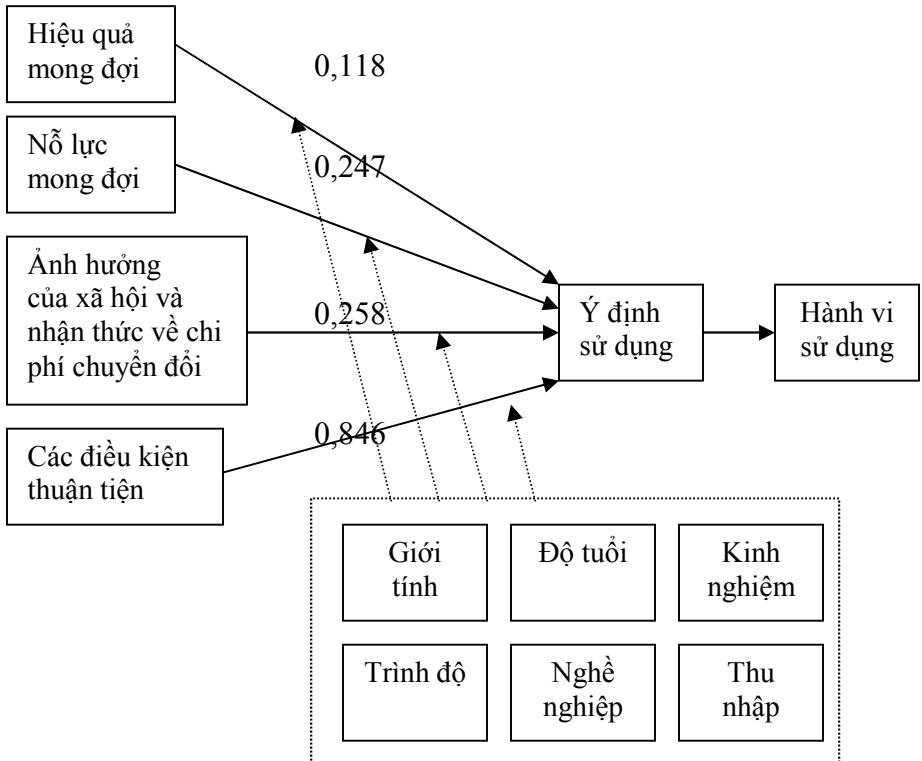 Hiệu quả
mong đợi
0,118
Nỗ lực
mong đợi
0,247
Ảnh hưởng
của xã hội và
nhận thức về chi
phí chuyển đổi
0,258
Ý định
sử dụng
Hành vi
sử dụng
Các điều kiện
thuận tiện
0,846
Giới
tính
Độ tuổi
Kinh
nghiệm
Trình độ
Nghề
nghiệp
Thu
nhập